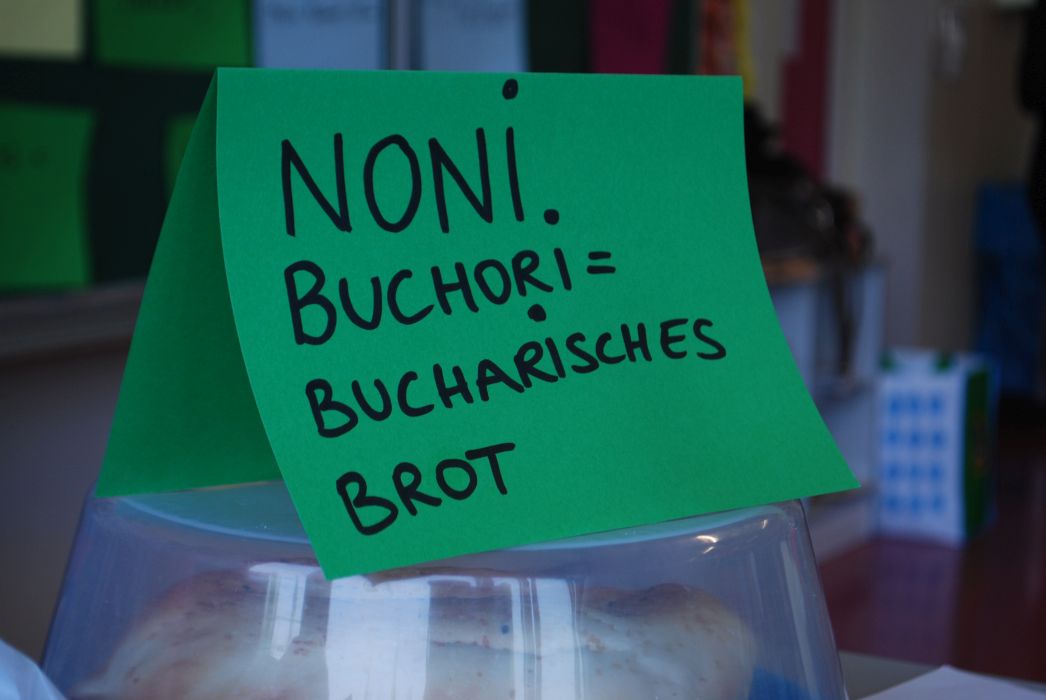 NONI.
BUCHORI =
BUCHARISCHES
BROT